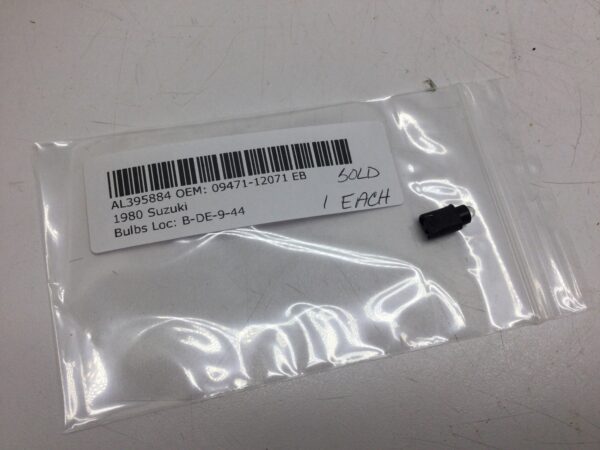 AL395884 OEM: 09471-12071 EB
1980 Suzuki
Bulbs Loc: B-DE-9-44
SOLD
1 EACH